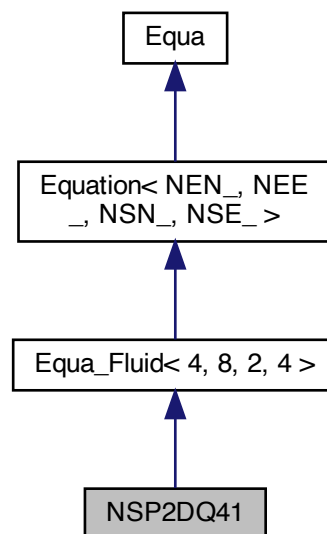 Equa
Equation< NEN_, NEE
_, NSN_, NSE_ >
Equa_Fluid< 4, 8, 2, 4 >
NSP2DQ41